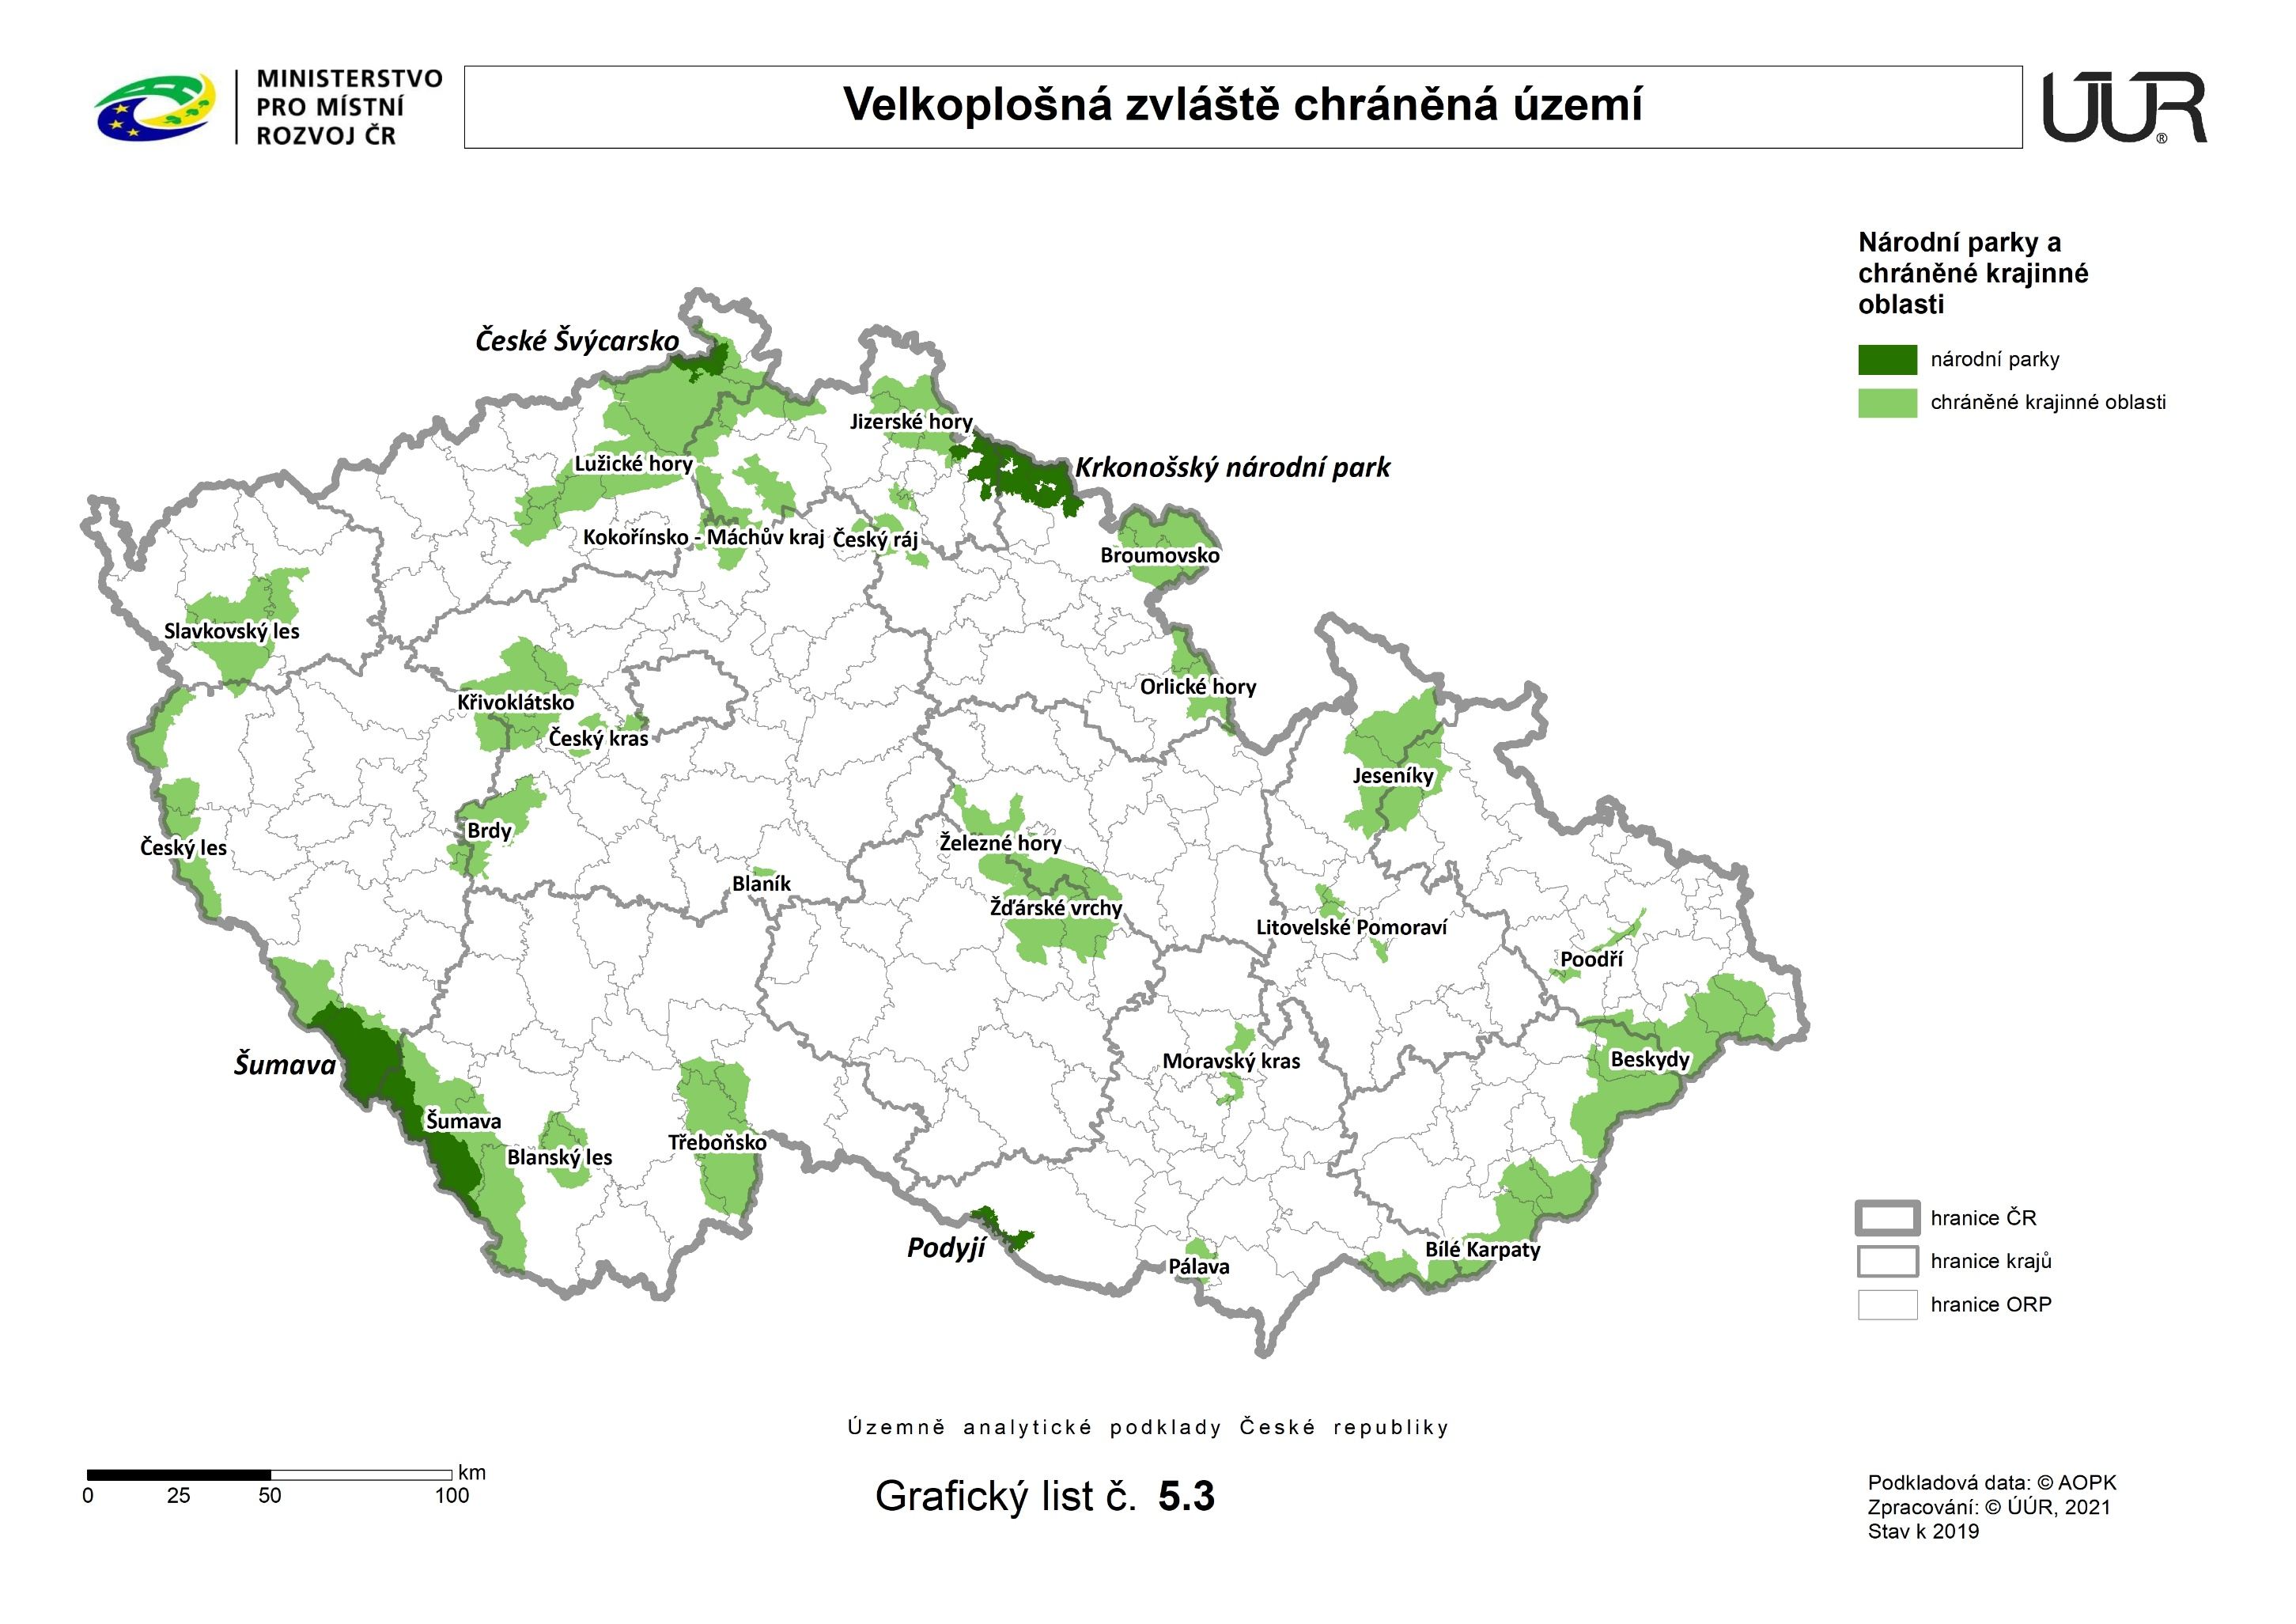 MINISTERSTVO
PRO MÍSTNÍ
ROZVOJ ČR
Velkoplošná zvláště chráněná území
ÚÚR
®
Národní parky a
chráněné krajinné
oblasti
národní parky
chráněné krajinné oblasti
České Švýcarsko
Jizerské hory
Lužické hory
Krkonošský národní park
Kokořínsko - Máchův kraj
Český ráj
Broumovsko
Slavkovský les
Orlické hory
Křivoklátsko
Český kras
Jeseníky
Brdy
Železné hory
Český les
Blaník
Žďárské vrchy
Litovelské Pomoraví
Poodří
Šumava
Moravský kras
Beskydy
Šumava
Třeboňsko
Blanský les
Podyjí
Bílé Karpaty
Pálava
hranice ČR
hranice krajů
hranice ORP
Územně analytické podklady České republiky
km
0 25 50 100
Grafický list č. 5.3
Podkladová data: © AOPK
Zpracování: © ÚÚR, 2021
Stav k 2019